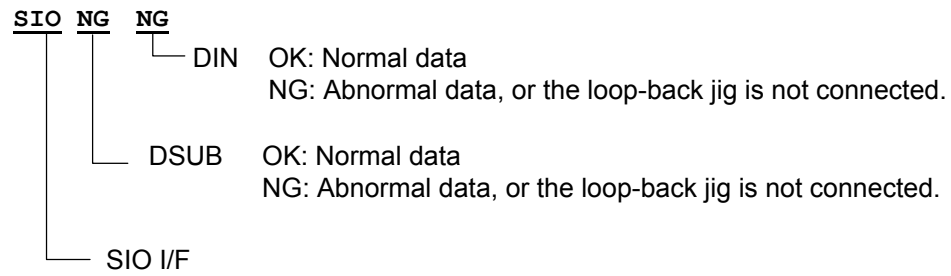 SIO NG NG
DIN OK: Normal data
NG: Abnormal data, or the loop-back jig is not connected.
DSUB OK: Normal data
NG: Abnormal data, or the loop-back jig is not connected.
SIO I/F